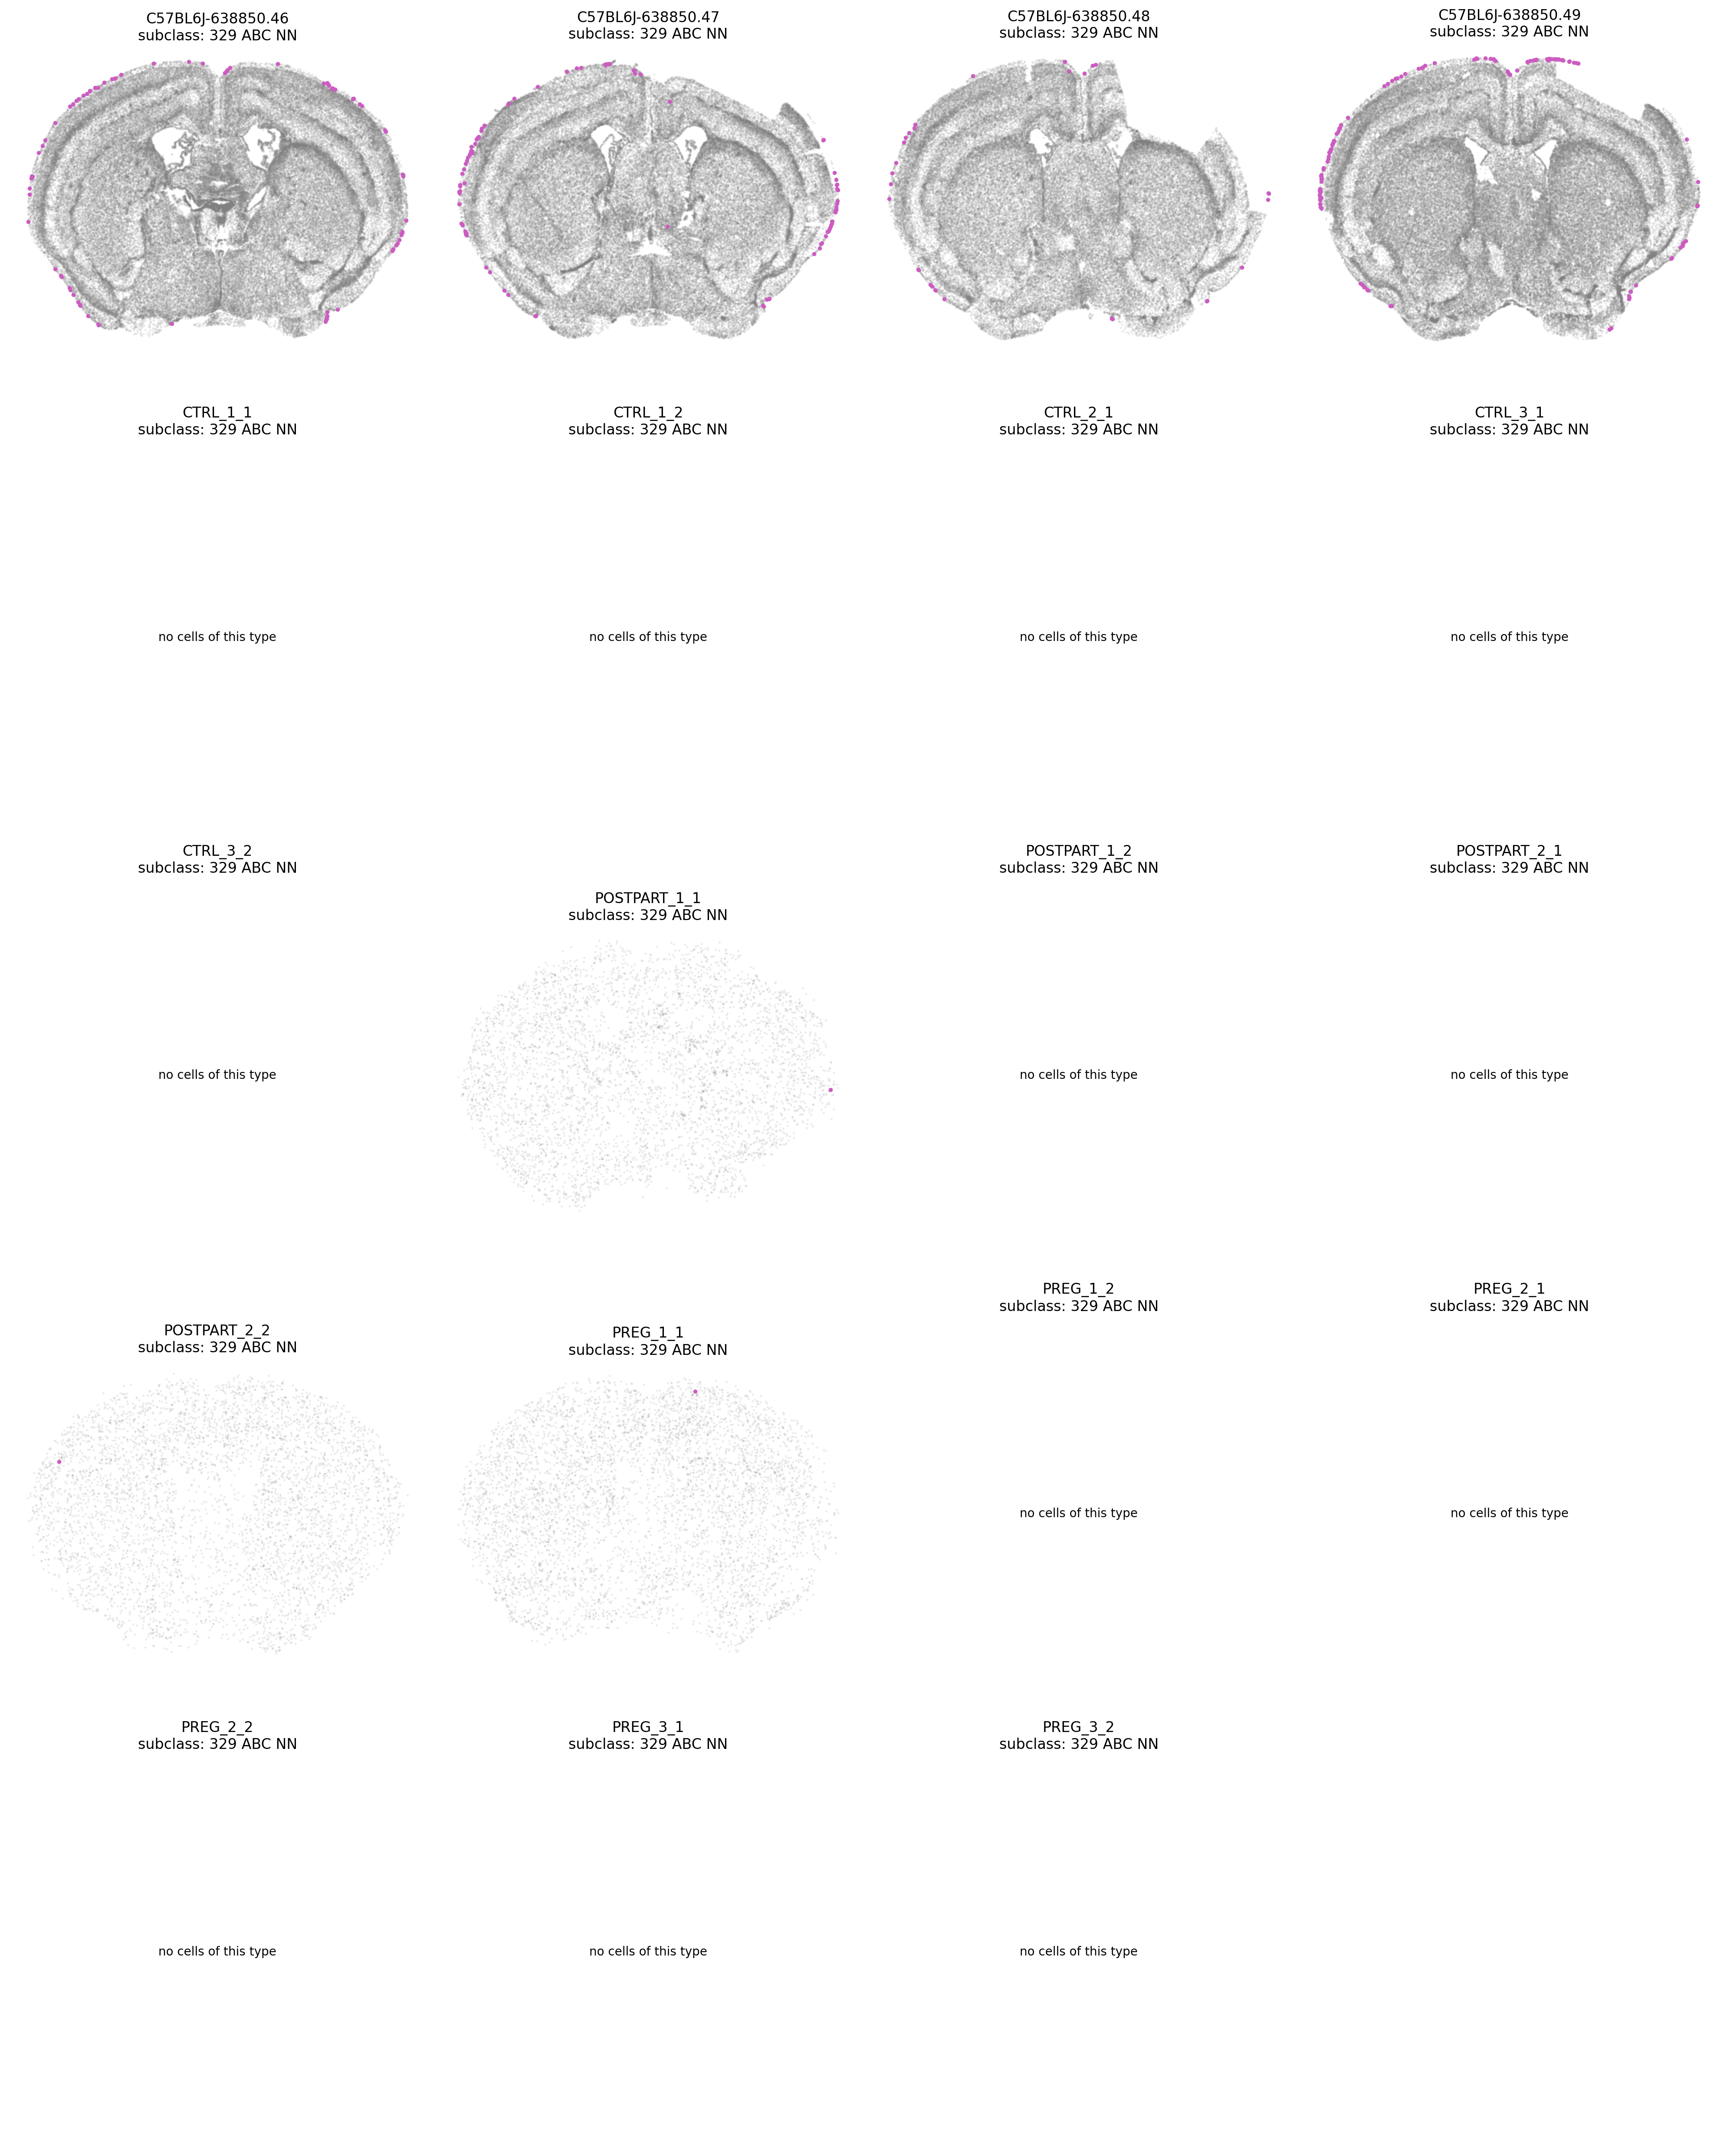 C57BL6J-638850.46
subclass: 329 ABC NN
C57BL6J-638850.47
subclass: 329 ABC NN
C57BL6J-638850.48
subclass: 329 ABC NN
C57BL6J-638850.49
subclass: 329 ABC NN
CTRL_1_1
subclass: 329 ABC NN
no cells of this type
CTRL_1_2
subclass: 329 ABC NN
no cells of this type
CTRL_2_1
subclass: 329 ABC NN
no cells of this type
CTRL_3_1
subclass: 329 ABC NN
no cells of this type
CTRL_3_2
subclass: 329 ABC NN
no cells of this type
POSTPART_1_1
subclass: 329 ABC NN
POSTPART_1_2
subclass: 329 ABC NN
no cells of this type
POSTPART_2_1
subclass: 329 ABC NN
no cells of this type
POSTPART_2_2
subclass: 329 ABC NN
PREG_1_1
subclass: 329 ABC NN
PREG_1_2
subclass: 329 ABC NN
no cells of this type
PREG_2_1
subclass: 329 ABC NN
no cells of this type
PREG_2_2
subclass: 329 ABC NN
no cells of this type
PREG_3_1
subclass: 329 ABC NN
no cells of this type
PREG_3_2
subclass: 329 ABC NN
no cells of this type